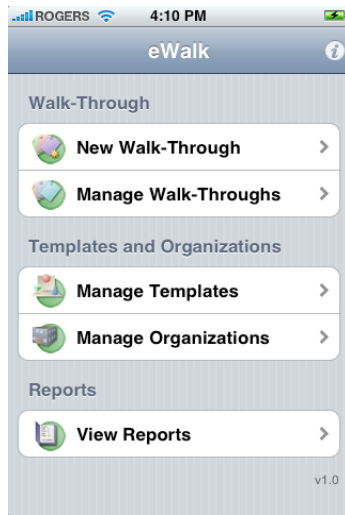 ROGERS 4:10 PM
eWalk
Walk-Through
New Walk-Through
Manage Walk-Throughs
Templates and Organizations
Manage Templates
Manage Organizations
Reports
View Reports
v1.0